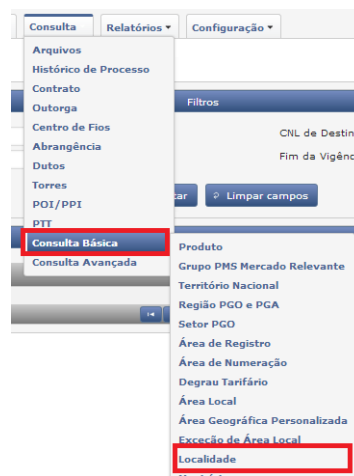 Consulta Relatórios Configuração
Arquivos
Histórico de Processo
Contrato
Outorga
Filtros
Centro de Fios
CNL de Destin
Abrangência
Fim da Vigênc
Dutos
Torres
car Limpar campos
POI/PPI
PTT
Consulta Básica
Produto
Consulta Avançada
Grupo PMS Mercado Relevante
Território Nacional
Região PGO e PGA
Setor PGO
Área de Registro
Área de Numeração
Degrau Tarifário
Área Local
Área Geográfica Personalizada
Exceção de Área Local
Localidade